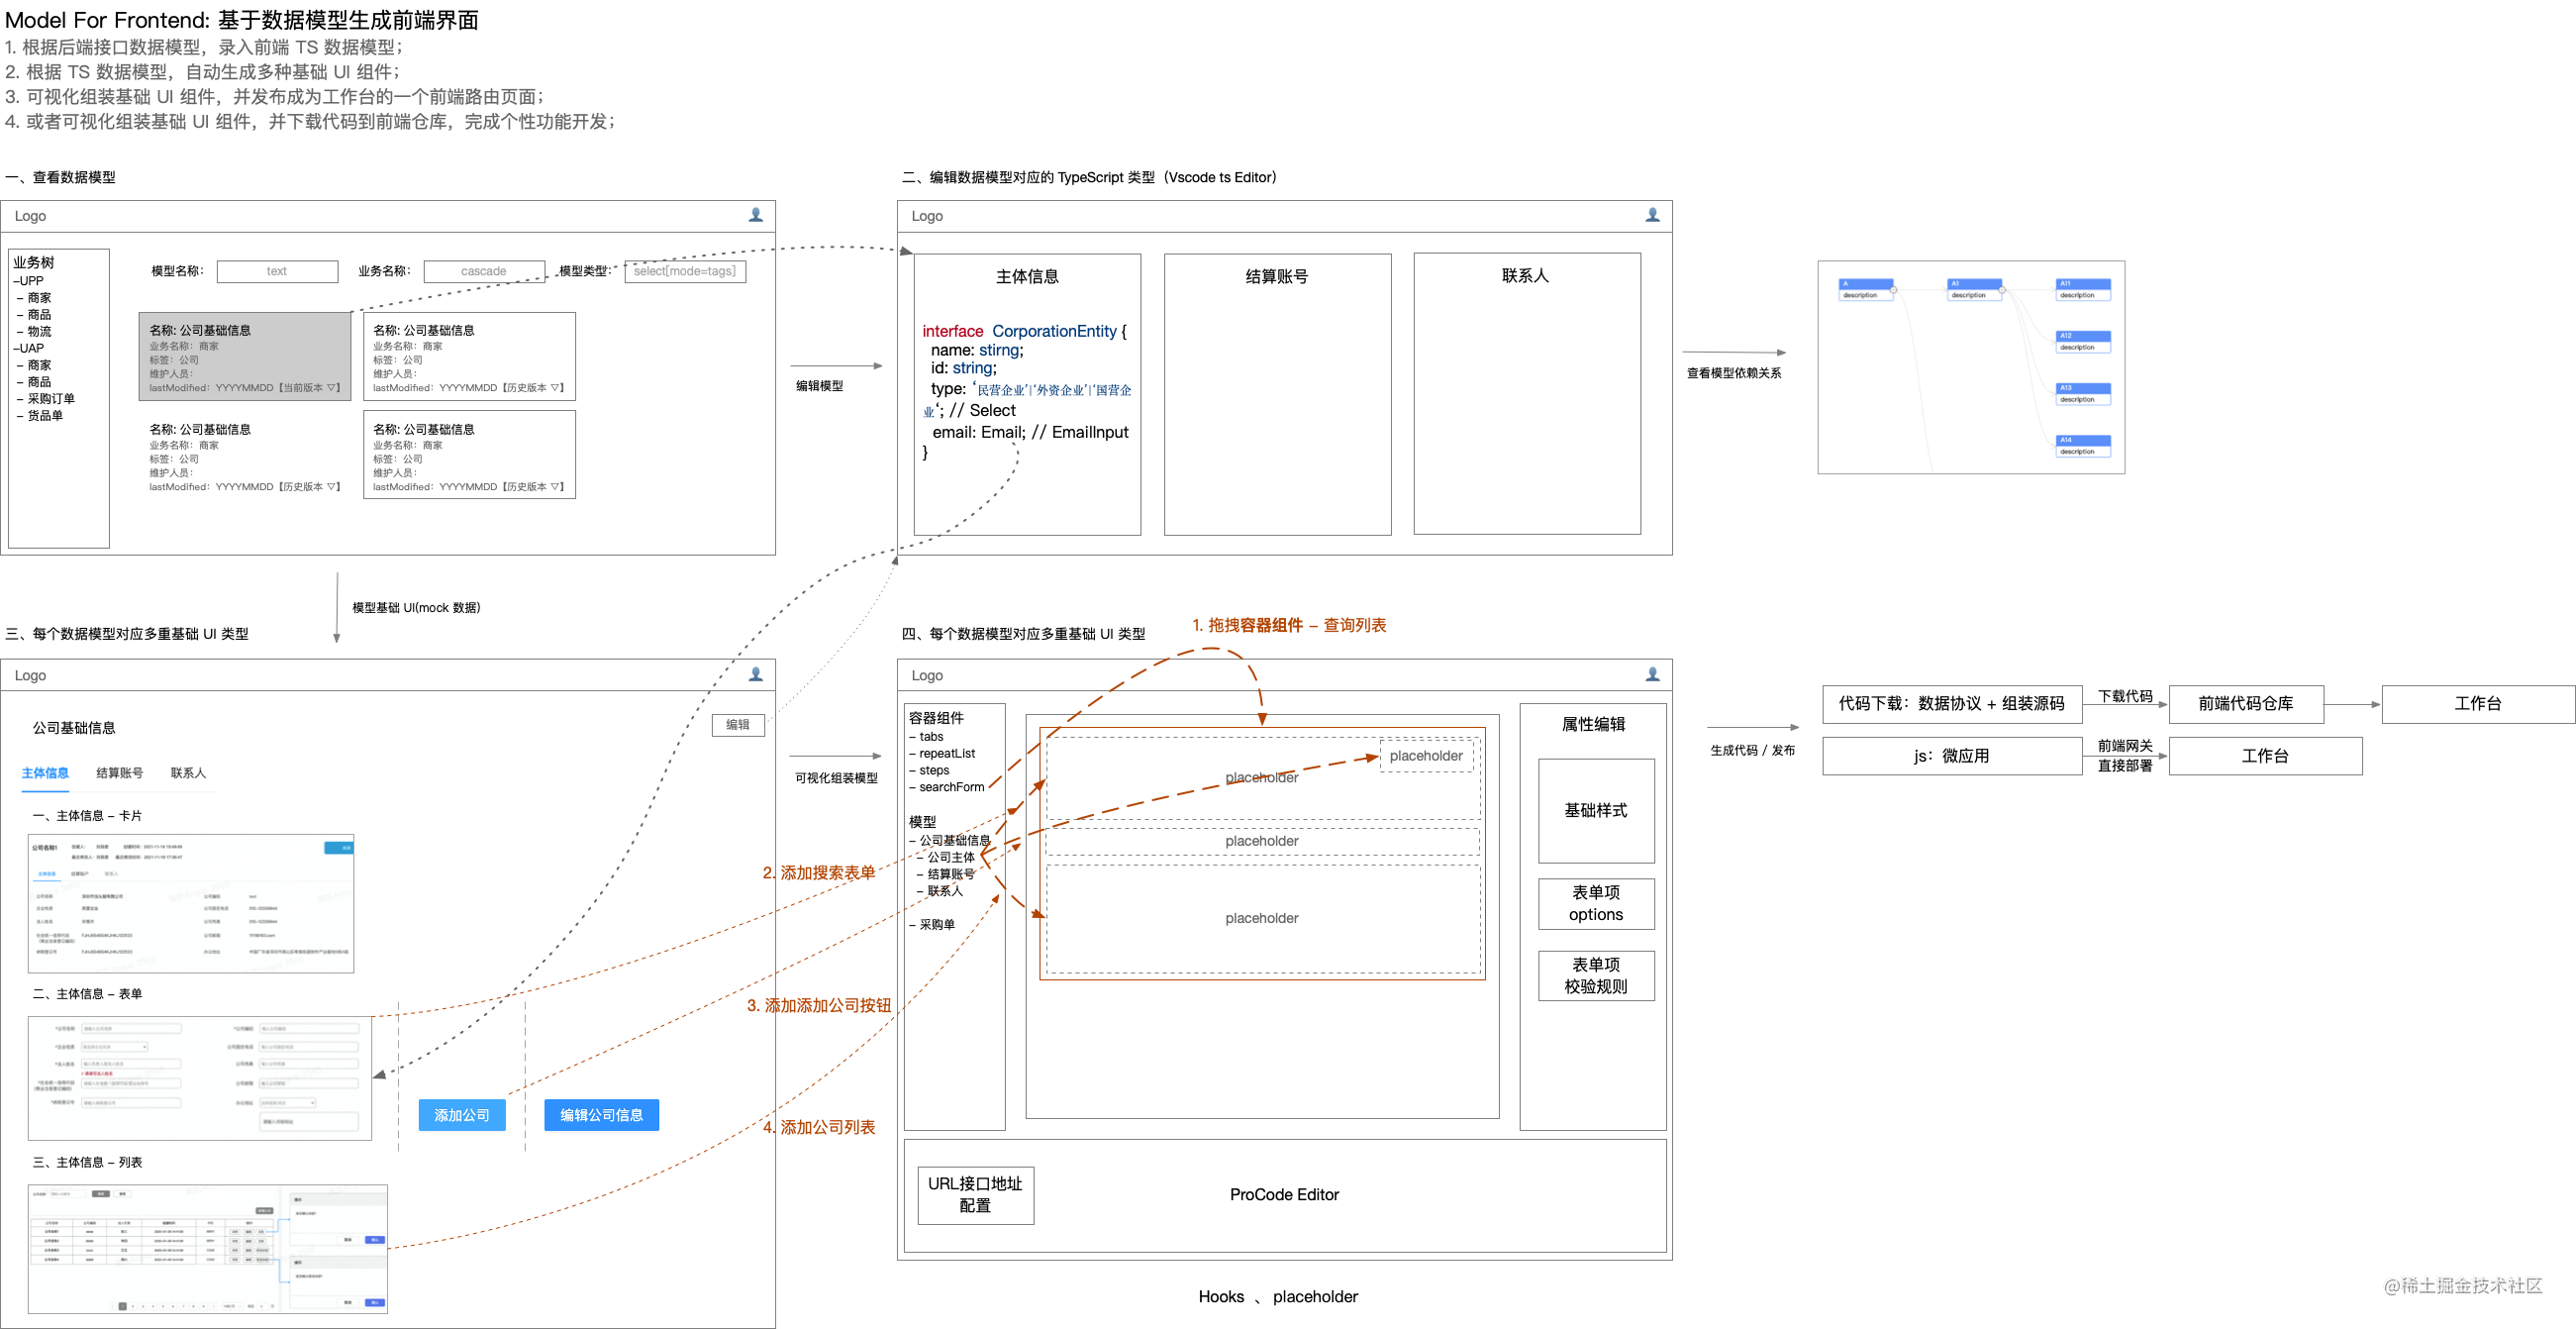 Model For Frontend: 基于数据模型生成前端界面
1. 根据后端接口数据模型，录入前端 TS 数据模型；
2. 根据 TS 数据模型，自动生成多种基础 UI 组件；
3. 可视化组装基础 UI 组件，并发布成为工作台的一个前端路由页面；
4. 或者可视化组装基础 UI 组件，并下载代码到前端仓库，完成个性功能开发；
一、查看数据模型
Logo
业务树
–UPP
– 商家
– 商品
– 物流
–UAP
– 商家
– 商品
– 采购订单
– 货品单
模型名称：
text
业务名称：
cascade
模型类型：
select[mode=tags]
名称: 公司基础信息
业务名称：商家
标签：公司
维护人员：
lastModified：YYYYMMDD【当前版本 ▽】
名称: 公司基础信息
业务名称：商家
标签：公司
维护人员：
lastModified：YYYYMMDD【历史版本 ▽】
名称: 公司基础信息
业务名称：商家
标签：公司
维护人员：
lastModified：YYYYMMDD【历史版本 ▽】
名称: 公司基础信息
业务名称：商家
标签：公司
维护人员：
lastModified：YYYYMMDD【历史版本 ▽】
编辑模型
二、编辑数据模型对应的 TypeScript 类型（Vscode ts Editor）
Logo
主体信息
interface CorporationEntity {
name: stirng;
id: string;
type: ‘民营企业’|‘外资企业’|‘国营企
业‘; // Select
email: Email; // EmailInput
}
结算账号
联系人
查看模型依赖关系
A
description
A1
description
A11
description
A12
description
A13
description
A14
description
模型基础 UI(mock 数据)
三、每个数据模型对应多重基础 UI 类型
Logo
公司基础信息
编辑
主体信息
结算账号
联系人
一、主体信息 – 卡片
公司名称1
主体信息
联系人
二、主体信息 – 表单
添加公司
编辑公司信息
三、主体信息 – 列表
可视化组装模型
2. 添加搜索表单
3. 添加添加公司按钮
4. 添加公司列表
四、每个数据模型对应多重基础 UI 类型
1. 拖拽容器组件 – 查询列表
Logo
容器组件
– tabs
– repeatList
– steps
– searchForm
模型
– 公司基础信息
– 公司主体
– 结算账号
– 联系人
– 采购单
placeholder
placeholder
placeholder
placeholder
属性编辑
基础样式
表单项
options
表单项
校验规则
URL接口地址
配置
ProCode Editor
Hooks 、 placeholder
生成代码 / 发布
代码下载：数据协议 + 组装源码
下载代码
前端代码仓库
工作台
js：微应用
前端网关
直接部署
工作台
@稀土掘金技术社区